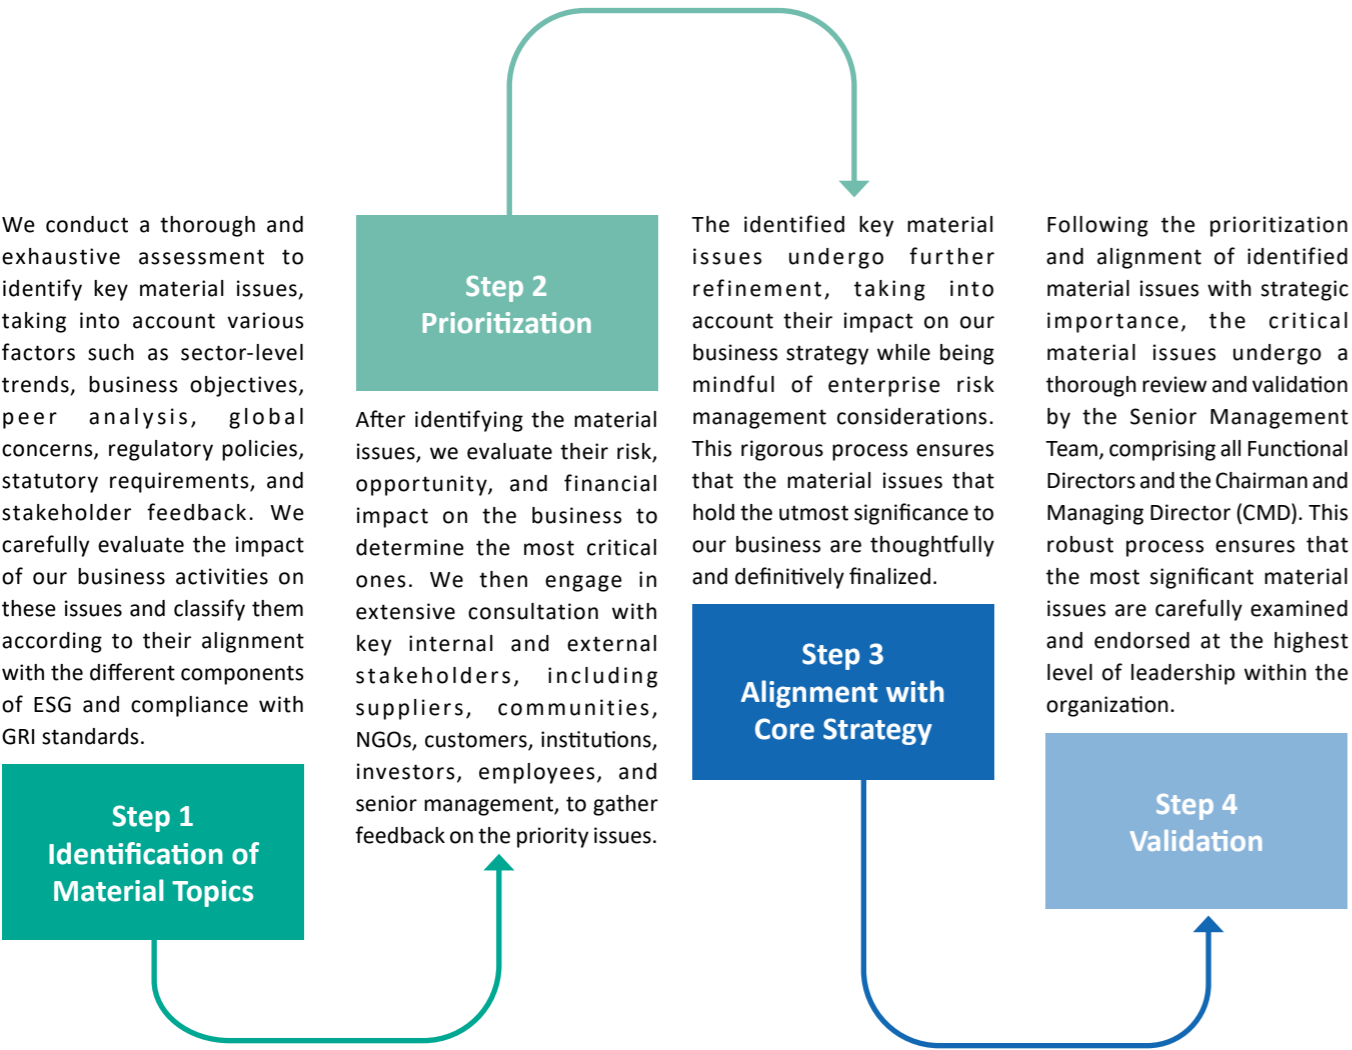 We conduct a thorough and
exhaustive assessment to
identify key material issues,
taking into account various
factors such as sector-level
trends, business objectives,
peer analysis, global
concerns, regulatory policies,
statutory requirements, and
stakeholder feedback. We
carefully evaluate the impact
of our business activities on
these issues and classify them
according to their alignment
with the different components
of ESG and compliance with
GRI standards.
Step 1
Identification of
Material Topics
Step 2
Prioritization
After identifying the material
issues, we evaluate their risk,
opportunity, and financial
impact on the business to
determine the most critical
ones. We then engage in
extensive consultation with
key internal and external
stakeholders, including
suppliers, communities,
NGOs, customers, institutions,
investors, employees, and
senior management, to gather
feedback on the priority issues.
The identified key material
issues undergo further
refinement, taking into
account their impact on our
business strategy while being
mindful of enterprise risk
management considerations.
This rigorous process ensures
that the material issues that
hold the utmost significance to
our business are thoughtfully
and definitively finalized.
Step 3
Alignment with
Core Strategy
Following the prioritization
and alignment of identified
material issues with strategic
importance, the critical
material issues undergo a
thorough review and validation
by the Senior Management
Team, comprising all Functional
Directors and the Chairman and
Managing Director (CMD). This
robust process ensures that
the most significant material
issues are carefully examined
and endorsed at the highest
level of leadership within the
organization.
Step 4
Validation